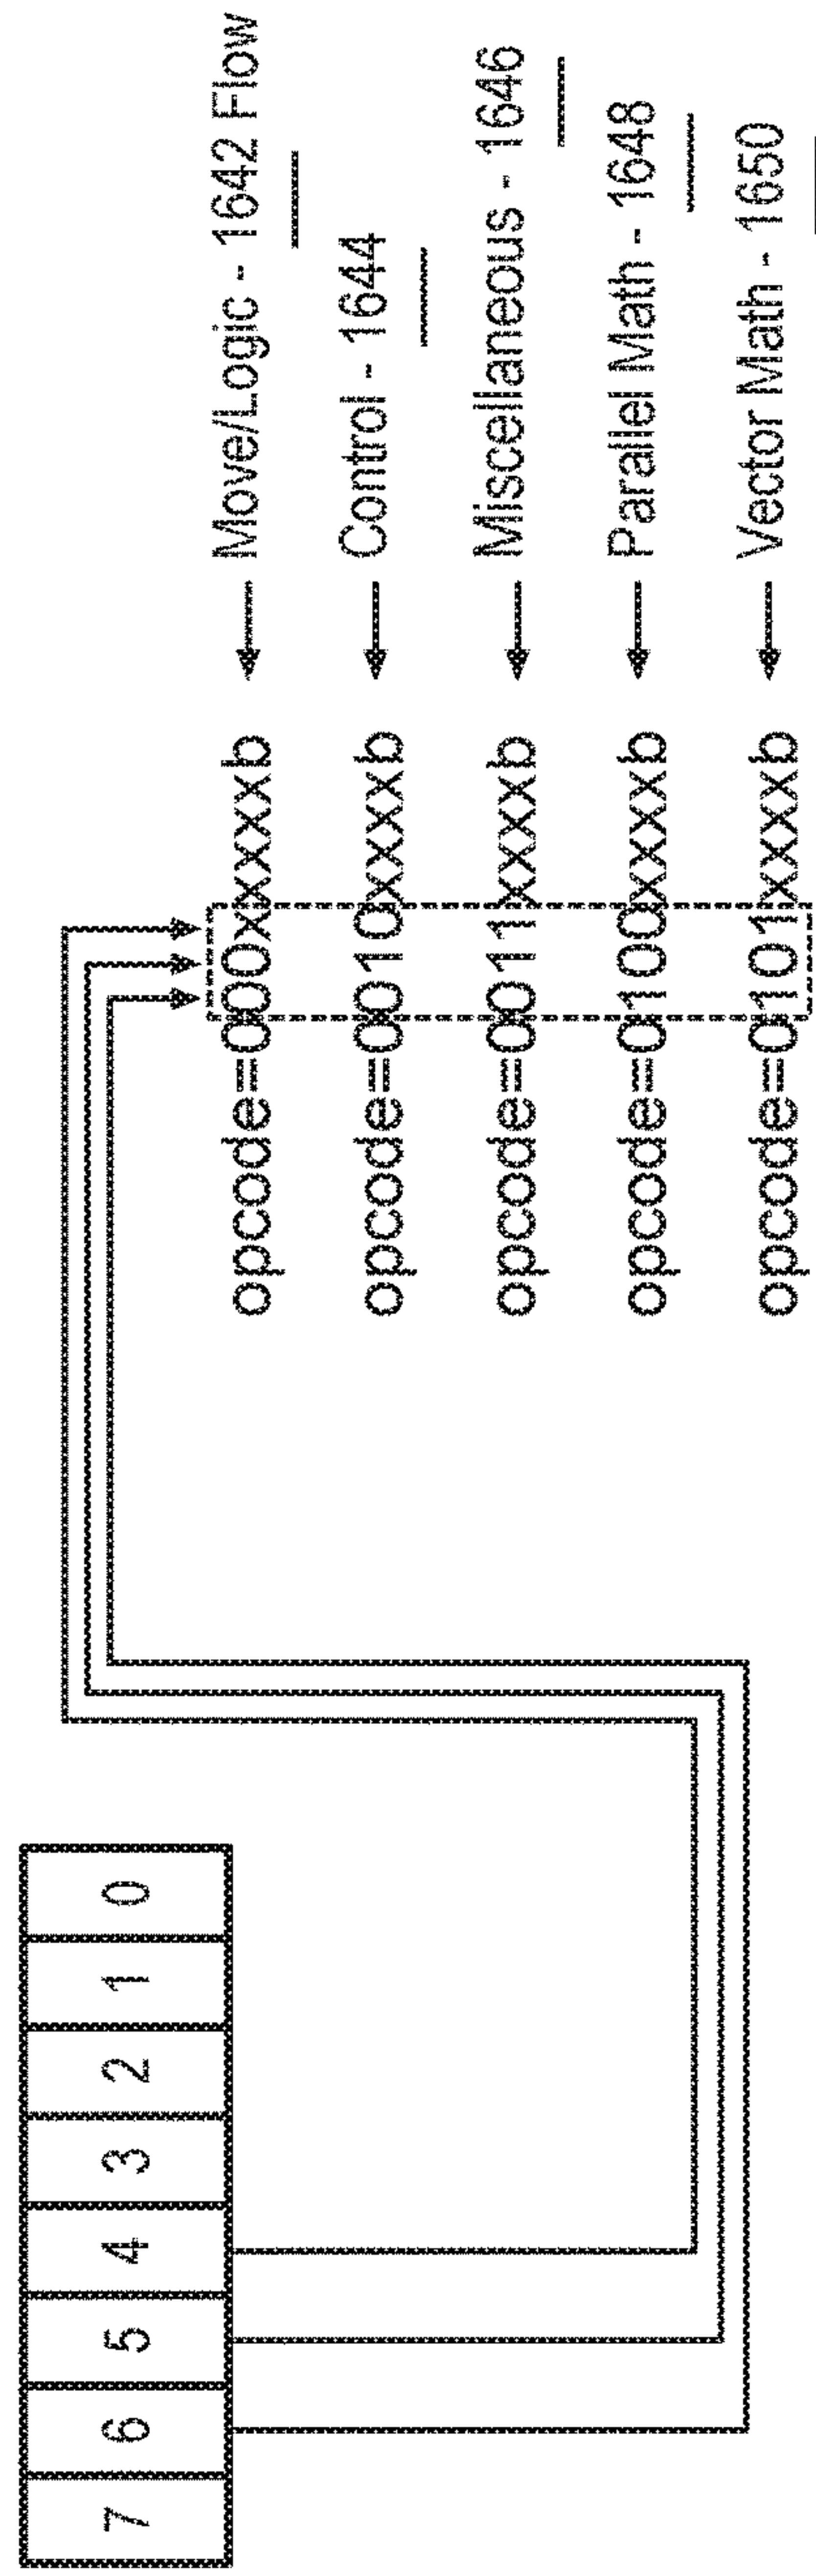 7 6 5 4 3 2 1 0
opcode=000xxxxxb ← Move/Logic - 1642 Flow
opcode=0010xxxxb ← Control - 1644
opcode=0011xxxxb ← Miscellaneous - 1646
opcode=0100xxxxb ← Parallel Math - 1648
opcode=0101xxxxb ← Vector Math - 1650